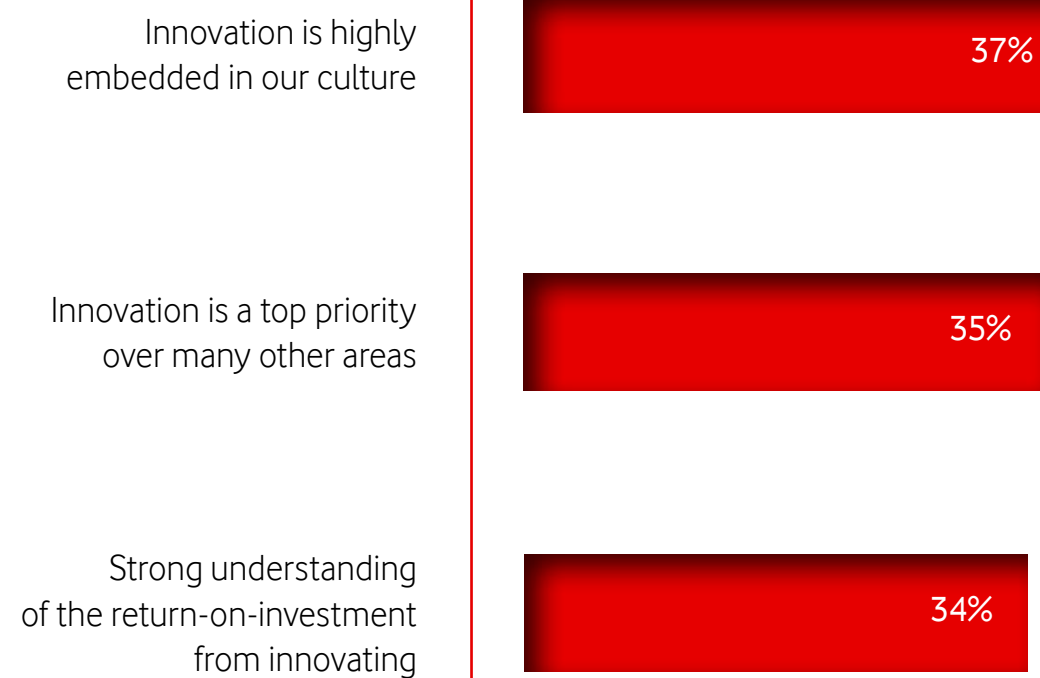 Innovation is highly
embedded in our culture
37%
Innovation is a top priority
over many other areas
35%
Strong understanding
of the return-on-investment
from innovating
34%